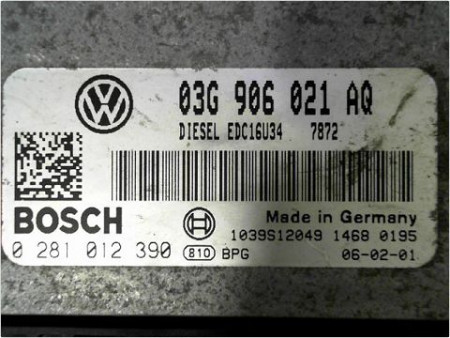 03G 906 021 AQ
DIESEL EDC16U34 7872
BOSCH
Made in Germany
1039S12049 1468 0195
0 281 012 390 810 BPG 06-02-01